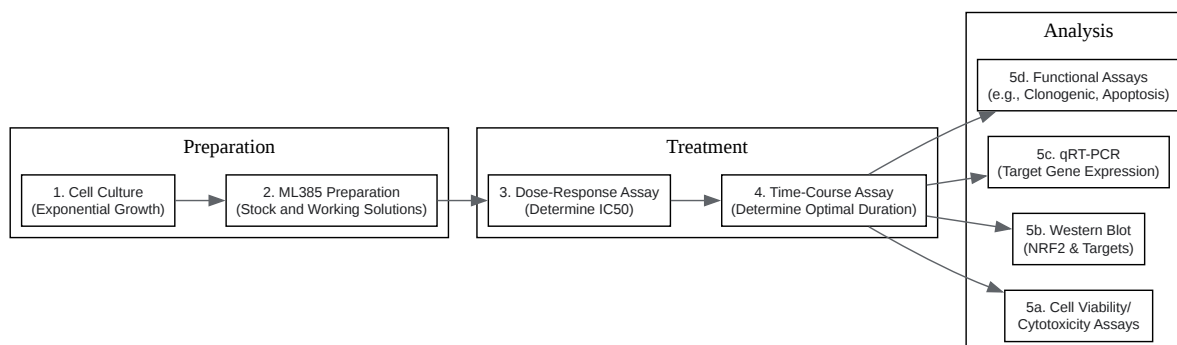 Preparation
1. Cell Culture
(Exponential Growth)
2. ML385 Preparation
(Stock and Working Solutions)
Treatment
3. Dose-Response Assay
(Determine IC50)
4. Time-Course Assay
(Determine Optimal Duration)
Analysis
5d. Functional Assays
(e.g., Clonogenic, Apoptosis)
5c. qRT-PCR
(Target Gene Expression)
5b. Western Blot
(NRF2 & Targets)
5a. Cell Viability/
Cytotoxicity Assays